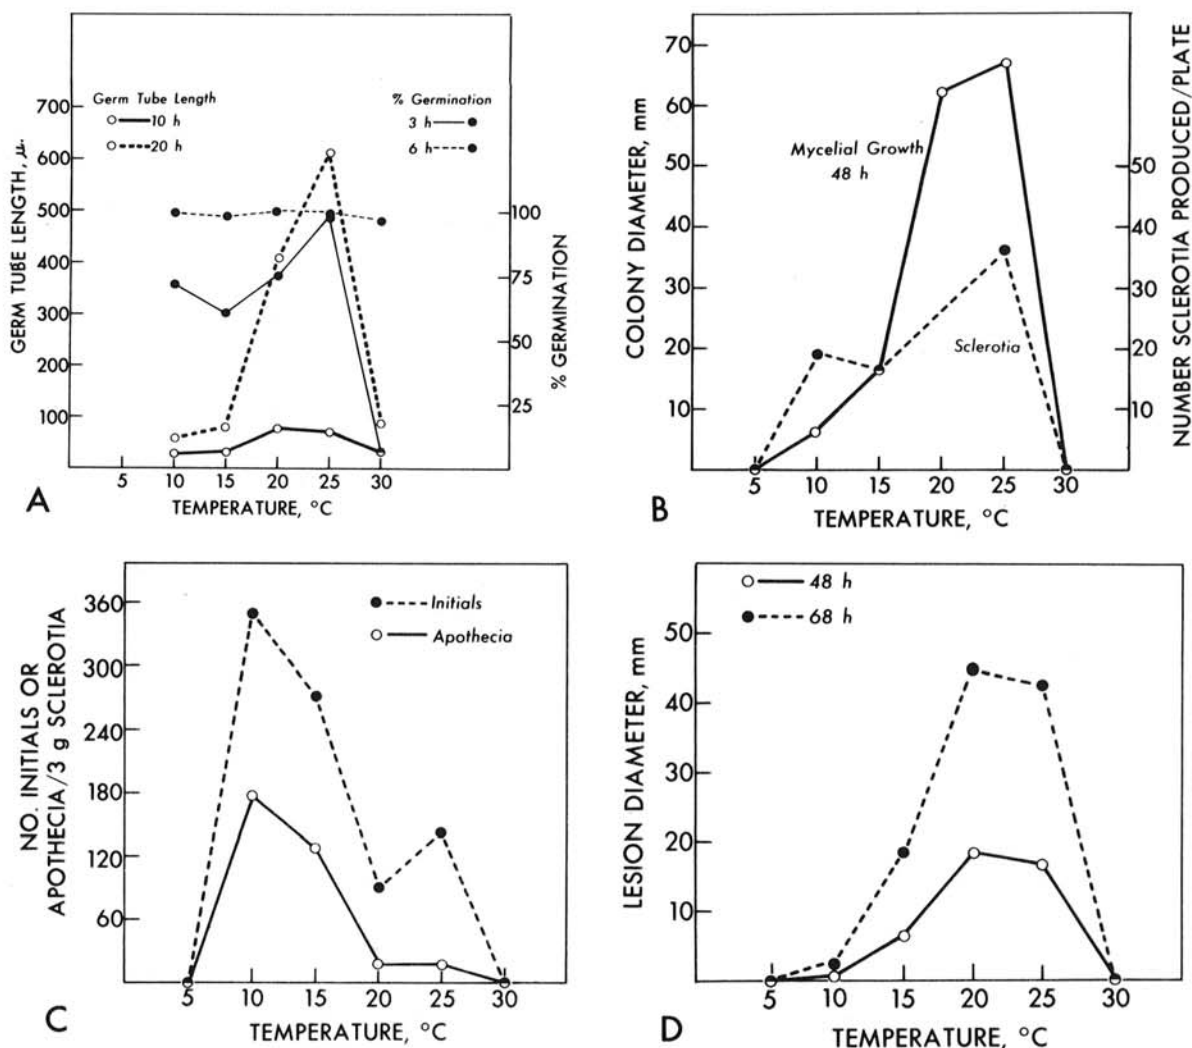 Germ Tube Length
10 h
20 h
% Germination
3 h
6 h
GERM TUBE LENGTH, µ.
700
600
500
400
300
200
100
100
75
50
25
% GERMINATION
5 10 15 20 25 30
TEMPERATURE, °C
A
COLONY DIAMETER, mm
70
60
50
40
30
20
10
Mycelial Growth
48 h
Sclerotia
50
40
30
20
10
NUMBER SCLEROTIA PRODUCED/PLATE
5 10 15 20 25 30
TEMPERATURE, °C
B
NO. INITIALS OR
APOTHECIA/3 g SCLEROTIA
360
300
240
180
120
60
Initials
Apothecia
5 10 15 20 25 30
TEMPERATURE, °C
C
48 h
68 h
LESION DIAMETER, mm
50
40
30
20
10
5 10 15 20 25 30
TEMPERATURE, °C
D